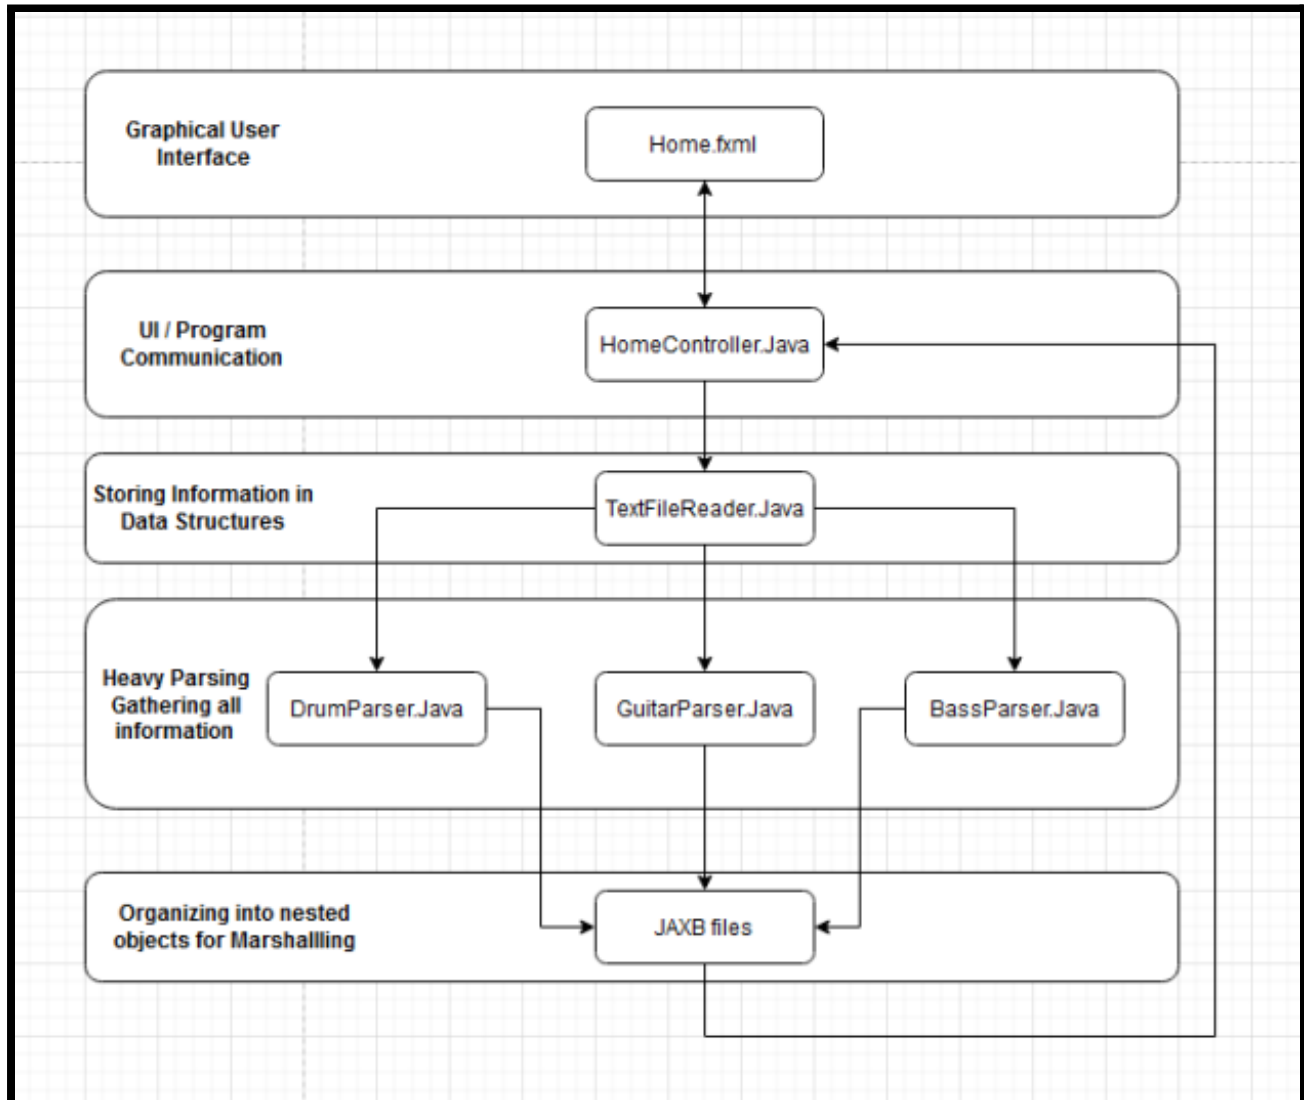 Graphical User
Interface
Home.fxml
UI / Program
Communication
HomeController.Java
Storing Information in
Data Structures
TextFileReader.Java
Heavy Parsing
Gathering all
information
DrumParser.Java
GuitarParser.Java
BassParser.Java
Organizing into nested
objects for Marshallling
JAXB files